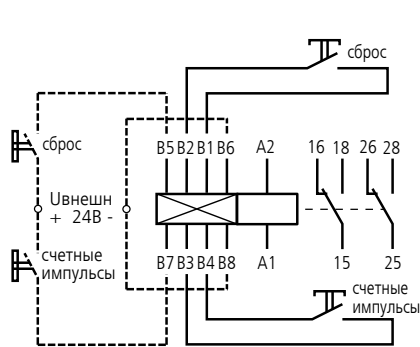 сброс
B5 B2 B1 B6 A2 16 18 26 28
сброс
Uвнешн
+ 24В -
B7 B3 B4 B8 A1 15 25
счетные
импульсы
счетные
импульсы